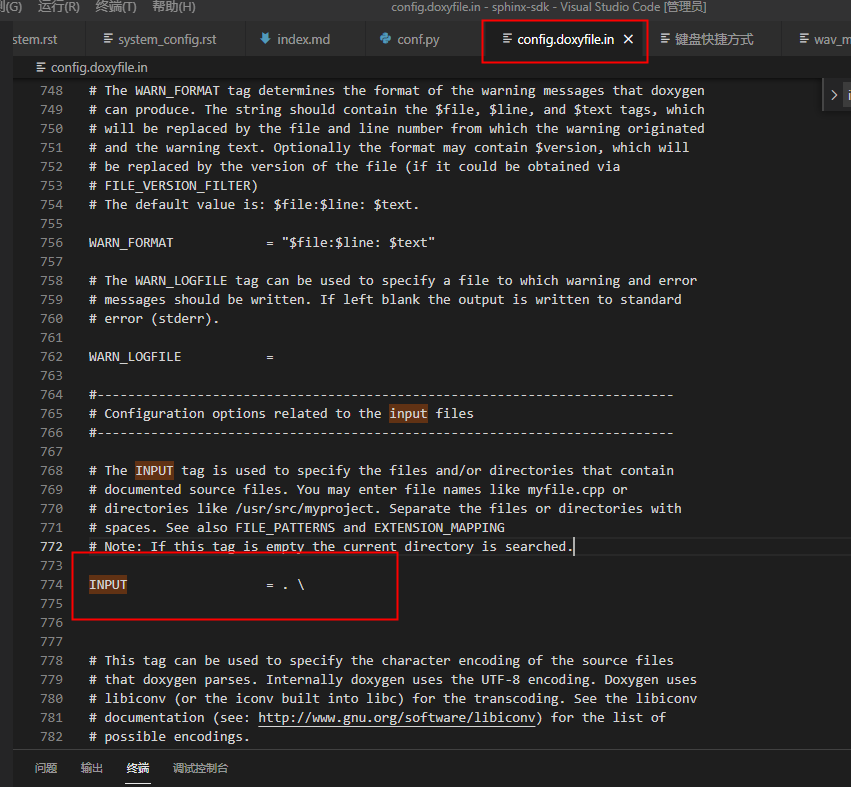 (G) 运行(R) 终端(T) 帮助(H) config.doxyfile.in - sphinx-sdk - Visual Studio Code [管理员]
stem.rst system_config.rst index.md conf.py config.doxyfile.in 键盘快捷方式 wav_m
config.doxyfile.in
748 # The WARN_FORMAT tag determines the format of the warning messages that doxygen
749 # can produce. The string should contain the $file, $line, and $text tags, which
750 # will be replaced by the file and line number from which the warning originated
751 # and the warning text. Optionally the format may contain $version, which will
752 # be replaced by the version of the file (if it could be obtained via
753 # FILE_VERSION_FILTER)
754 # The default value is: $file:$line: $text.
755
756 WARN_FORMAT            = "$file:$line: $text"
757
758 # The WARN_LOGFILE tag can be used to specify a file to which warning and error
759 # messages should be written. If left blank the output is written to standard
760 # error (stderr).
761
762 WARN_LOGFILE           =
763
764 #---------------------------------------------------------------------------
765 # Configuration options related to the input files
766 #---------------------------------------------------------------------------
767
768 # The INPUT tag is used to specify the files and/or directories that contain
769 # documented source files. You may enter file names like myfile.cpp or
770 # directories like /usr/src/myproject. Separate the files or directories with
771 # spaces. See also FILE_PATTERNS and EXTENSION_MAPPING
772 # Note: If this tag is empty the current directory is searched.
773
774 INPUT                  = . \
775
776
777
778 # This tag can be used to specify the character encoding of the source files
779 # that doxygen parses. Internally doxygen uses the UTF-8 encoding. Doxygen uses
780 # libiconv (or the iconv built into libc) for the transcoding. See the libiconv
781 # documentation (see: http://www.gnu.org/software/libiconv) for the list of
782 # possible encodings.
问题 输出 终端 调试控制台